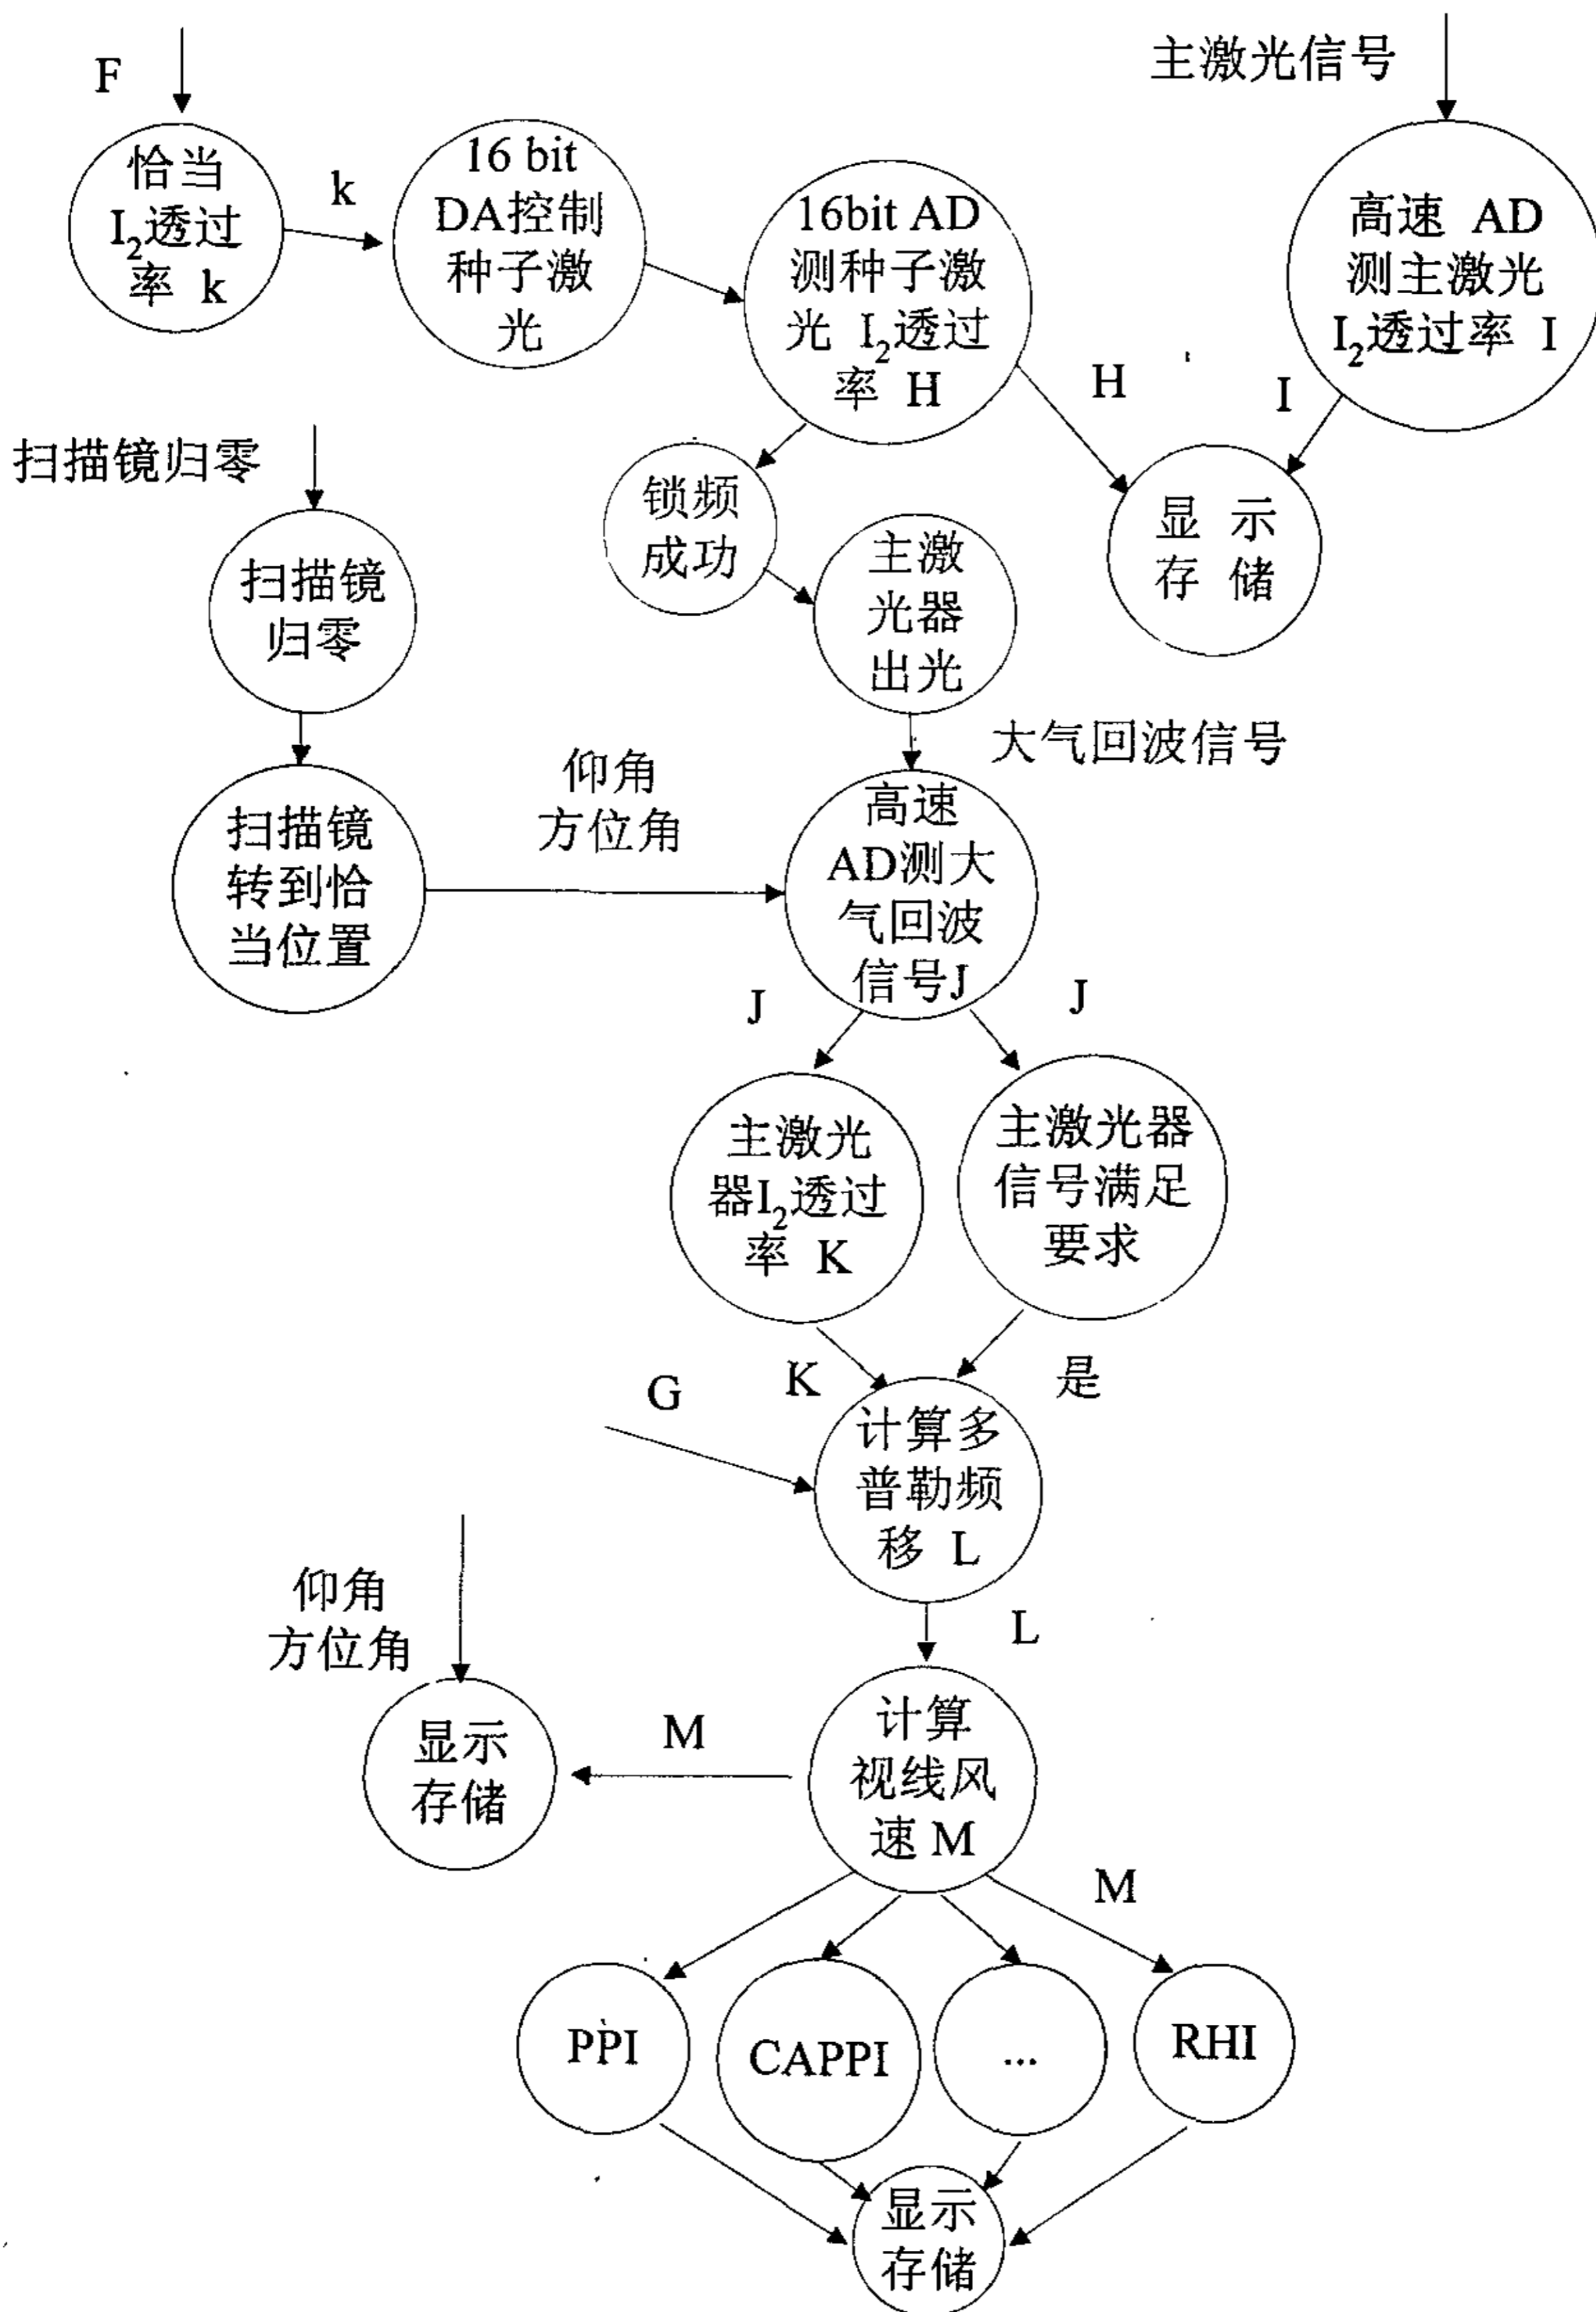 F
主激光信号
恰当
I₂透过
率 k
k
16 bit
DA控制
种子激
光
16bit AD
测种子激
光 I₂透过
率 H
高速 AD
测主激光
I₂透过率 I
H
I
扫描镜归零
锁频
成功
显 示
存 储
扫描镜
归零
主激
光器
出光
大气回波信号
仰角
方位角
扫描镜
转到恰
当位置
高速
AD测大
气回波
信号J
J
J
主激光
器I₂透过
率 K
主激光器
信号满足
要求
G
K
是
计算多
普勒频
移 L
仰角
方位角
L
显示
存储
M
计算
视线风
速 M
M
PPI
CAPPI
...
RHI
显示
存储